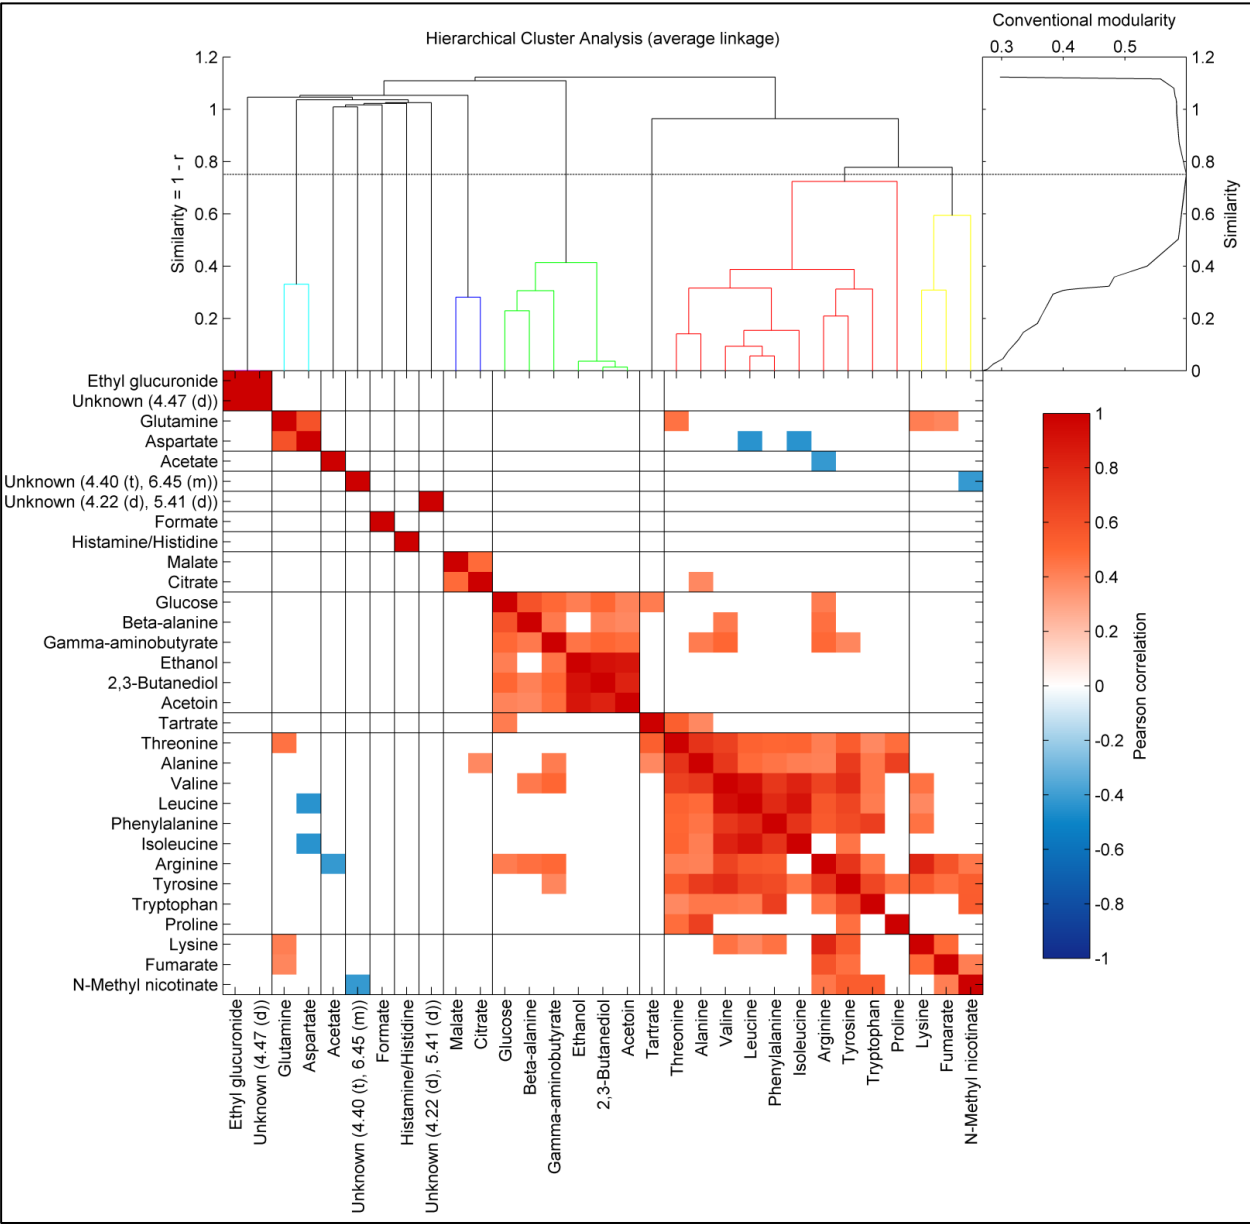 Conventional modularity
Hierarchical Cluster Analysis (average linkage)
0.3 0.4 0.5
1.2
1
0.8
0.6
0.4
0.2
Similarity = 1 - r
1.2
1
0.8
0.6
0.4
0.2
0
Similarity
Ethyl glucuronide
Unknown (4.47 (d))
Glutamine
Aspartate
Acetate
Unknown (4.40 (t), 6.45 (m))
Unknown (4.22 (d), 5.41 (d))
Formate
Histamine/Histidine
Malate
Citrate
Glucose
Beta-alanine
Gamma-aminobutyrate
Ethanol
2,3-Butanediol
Acetoin
Tartrate
Threonine
Alanine
Valine
Leucine
Phenylalanine
Isoleucine
Arginine
Tyrosine
Tryptophan
Proline
Lysine
Fumarate
N-Methyl nicotinate
1
0.8
0.6
0.4
0.2
0
-0.2
-0.4
-0.6
-0.8
-1
Pearson correlation
Ethyl glucuronide
Unknown (4.47 (d))
Glutamine
Aspartate
Acetate
Unknown (4.40 (t), 6.45 (m))
Formate
Histamine/Histidine
Unknown (4.22 (d), 5.41 (d))
Malate
Citrate
Glucose
Beta-alanine
Gamma-aminobutyrate
Ethanol
2,3-Butanediol
Acetoin
Tartrate
Threonine
Alanine
Valine
Leucine
Phenylalanine
Isoleucine
Arginine
Tyrosine
Tryptophan
Proline
Lysine
Fumarate
N-Methyl nicotinate